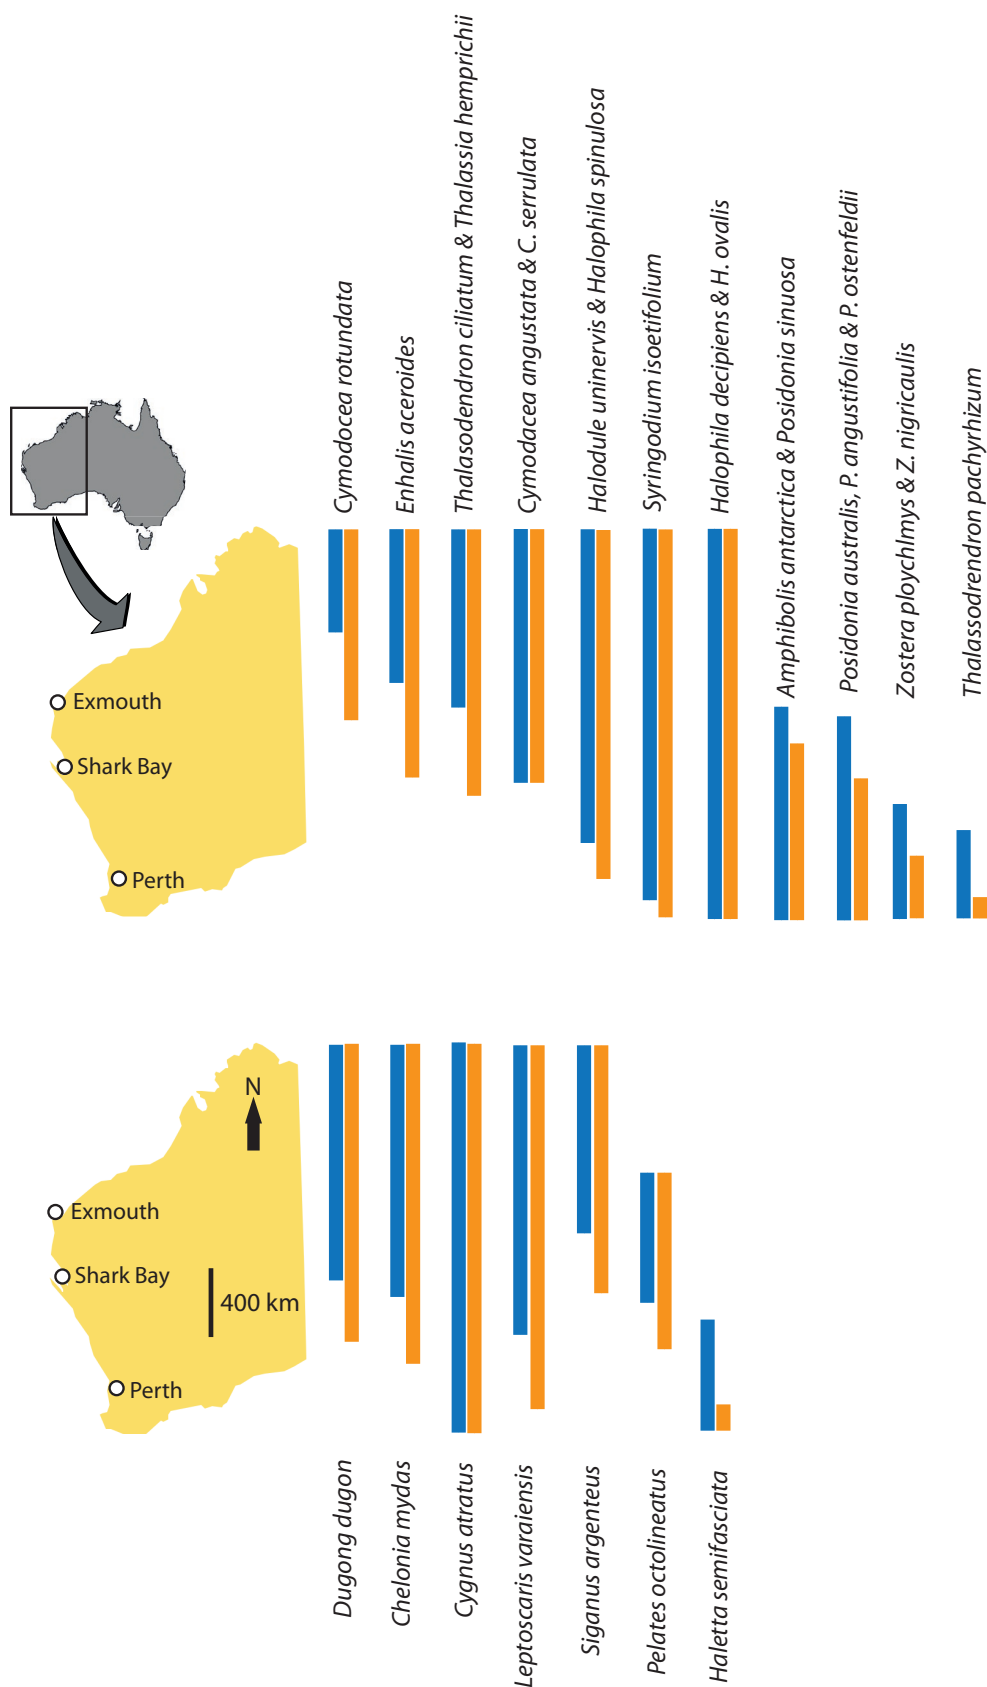 Cymodocea rotundata
Enhalis aceroides
Thalasodendron ciliatum & Thalassia hemprichii
Cymodacea angustata & C. serrulata
Halodule uninervis & Halophila spinulosa
Syringodium isoetifolium
Halophila decipiens & H. ovalis
Amphibolis antarctica & Posidonia sinuosa
Posidonia australis, P. angustifolia & P. ostenfeldii
Zostera ploychlmys & Z. nigricaulis
Thalassodrendron pachyrhizum
Exmouth
Shark Bay
Perth
N
Exmouth
Shark Bay
400 km
Perth
Dugong dugon
Chelonia mydas
Cygnus atratus
Leptoscaris varaiensis
Siganus argenteus
Pelates octolineatus
Haletta semifasciata